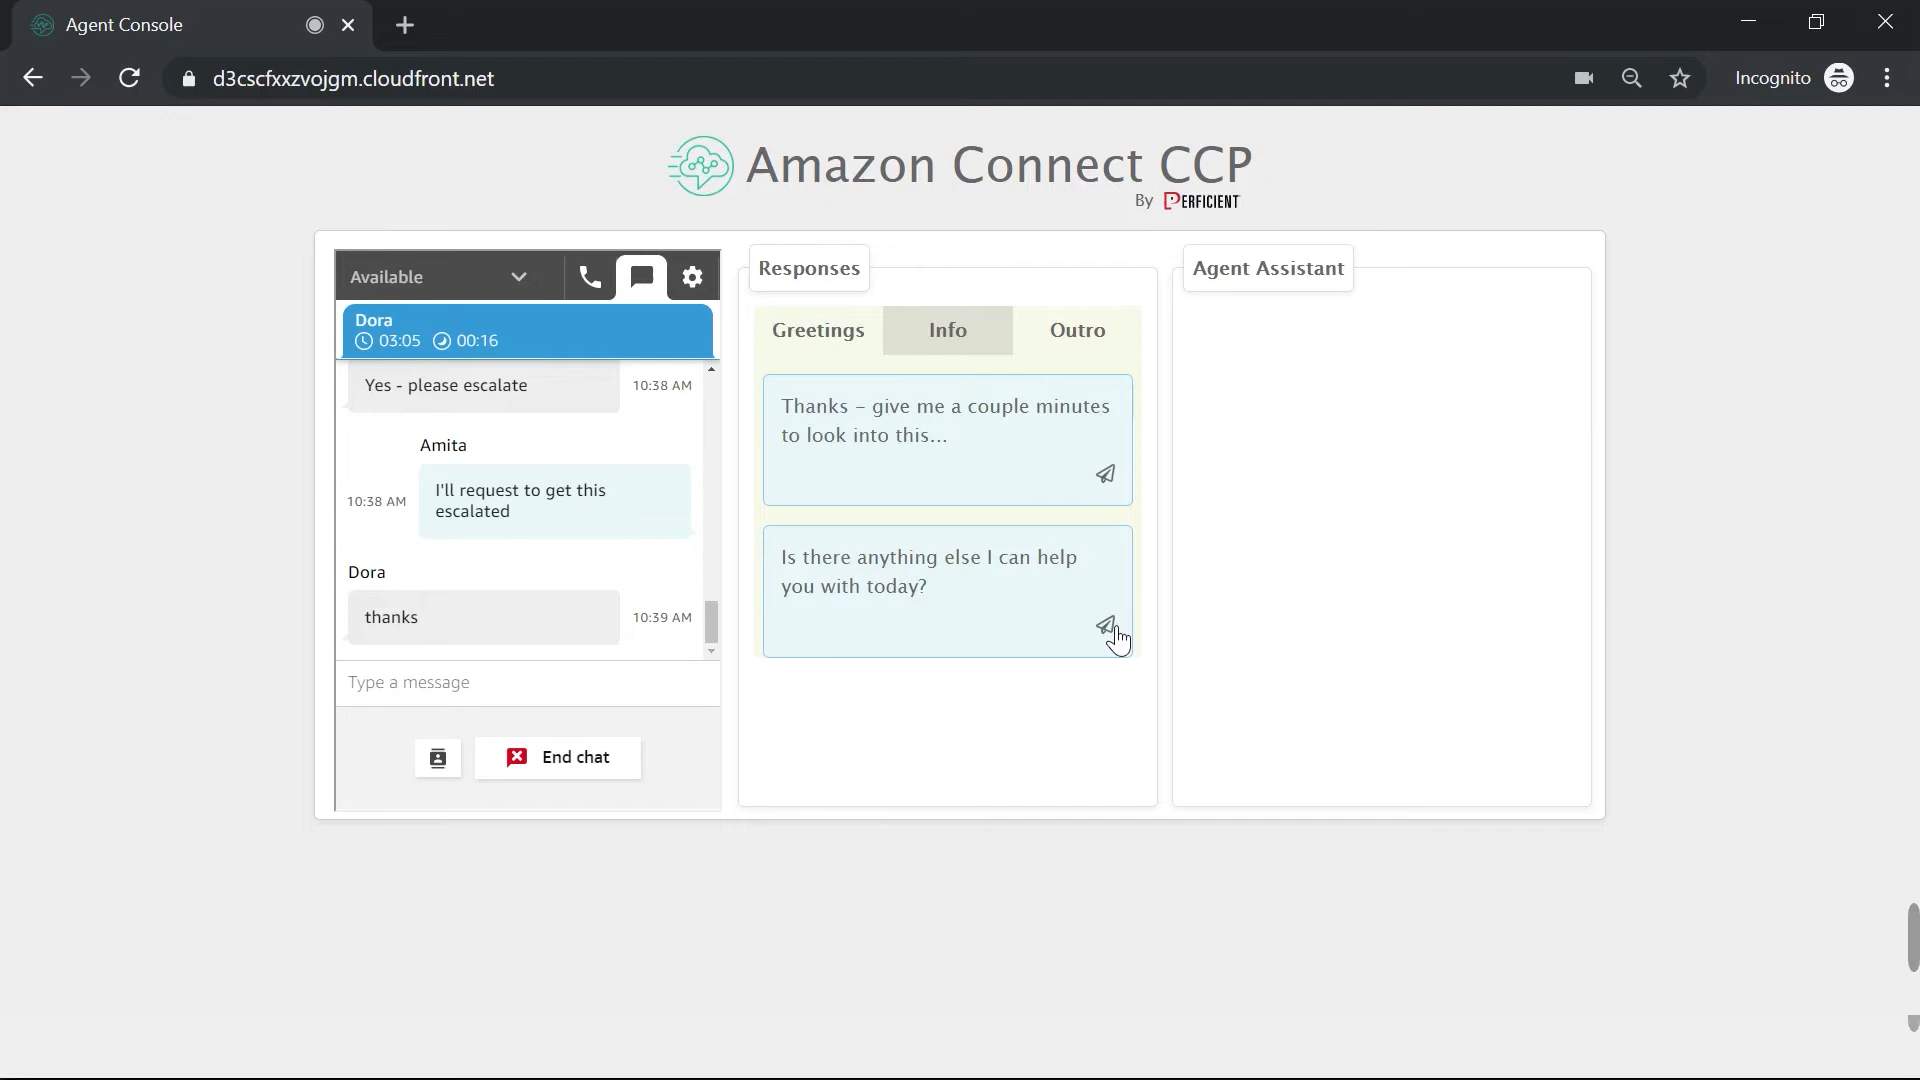 Agent Console
d3cscfxxzvojgm.cloudfront.net
Incognito
Amazon Connect CCP
By PERFICIENT
Available
Dora
03:05 00:16
Yes - please escalate
10:38 AM
Amita
I'll request to get this
escalated
10:38 AM
Dora
thanks
10:39 AM
Type a message
End chat
Responses
Greetings
Info
Outro
Thanks – give me a couple minutes
to look into this...
Is there anything else I can help
you with today?
Agent Assistant